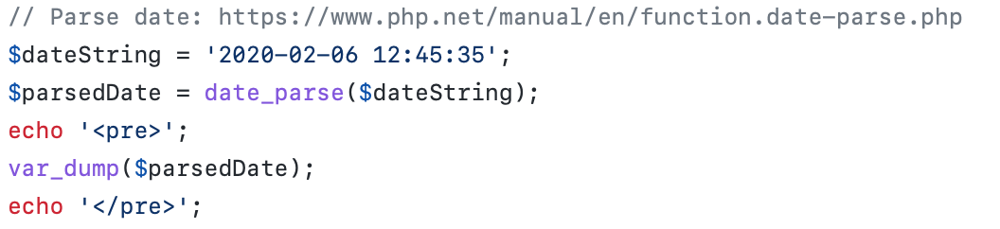 // Parse date: https://www.php.net/manual/en/function.date-parse.php
$dateString = '2020-02-06 12:45:35';
$parsedDate = date_parse($dateString);
echo '<pre>';
var_dump($parsedDate);
echo '</pre>';